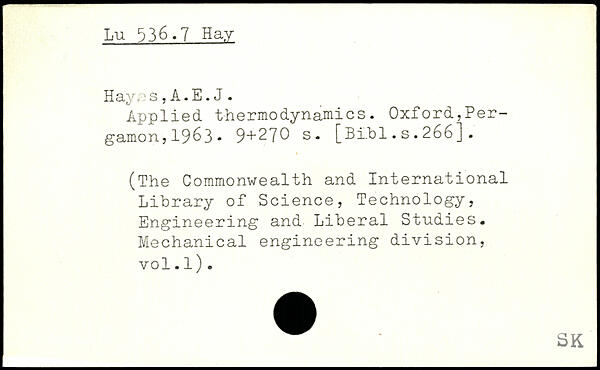 Lu 536.7 Hay
Hayes,A.E.J.
Applied thermodynamics. Oxford,Per-
gamon,1963. 9+270 s. [Bibl.s.266].
(The Commonwealth and International
Library of Science, Technology,
Engineering and Liberal Studies.
Mechanical engineering division,
vol.1).
SK